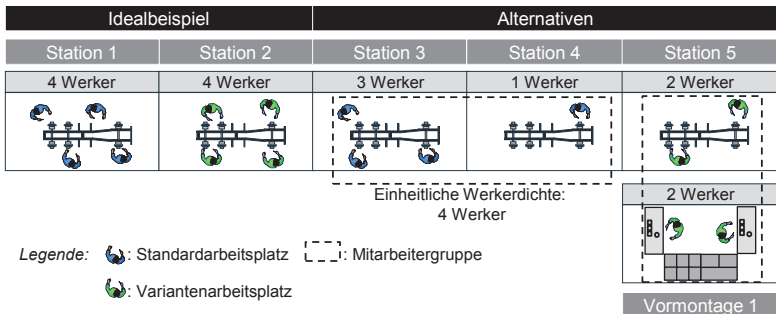 Idealbeispiel Alternativen
Station 1 Station 2 Station 3 Station 4 Station 5
4 Werker 4 Werker 3 Werker 1 Werker 2 Werker
Einheitliche Werkerdichte:
4 Werker
2 Werker
Legende: : Standardarbeitsplatz : Mitarbeitergruppe
: Variantenarbeitsplatz
Vormontage 1